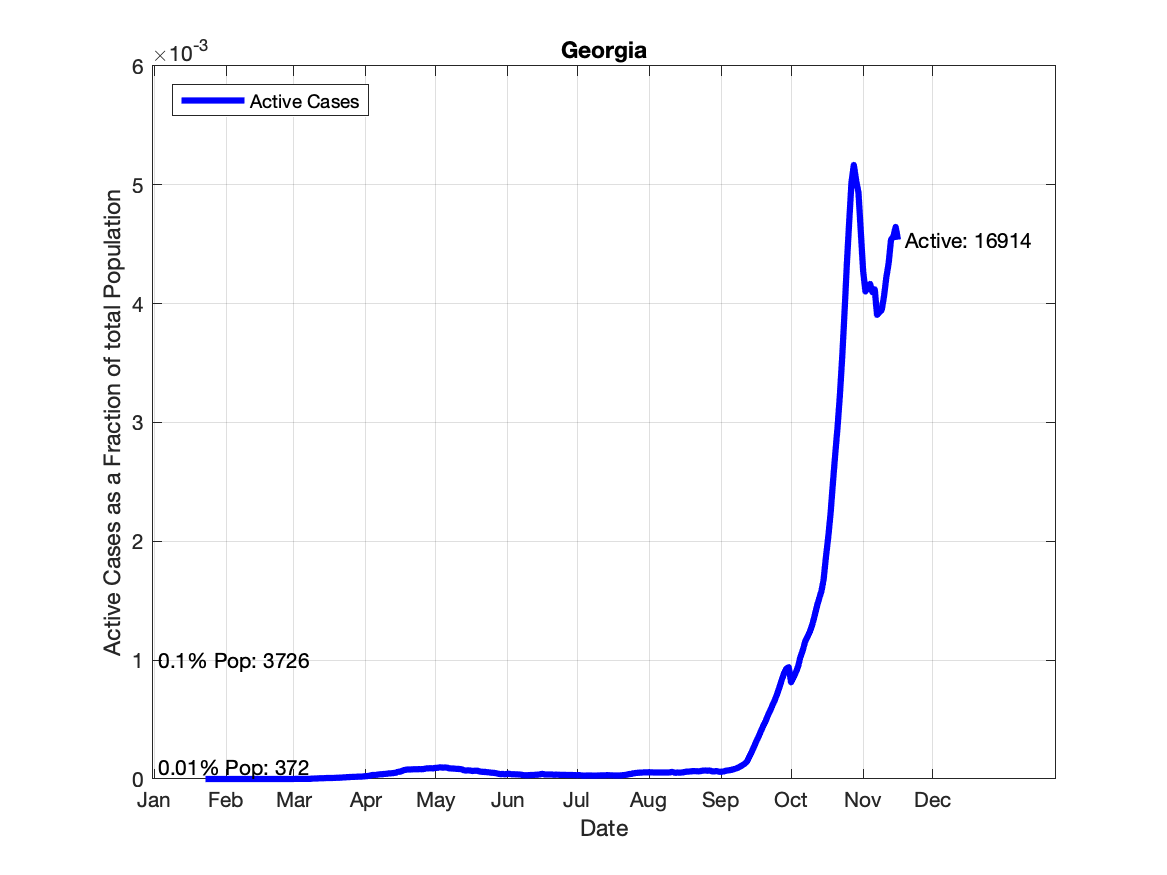 Georgia
×10-3
6
5
4
3
2
1
0
Active Cases as a Fraction of total Population
Active Cases
Active: 16914
0.1% Pop: 3726
0.01% Pop: 372
Jan Feb Mar Apr May Jun Jul Aug Sep Oct Nov Dec
Date